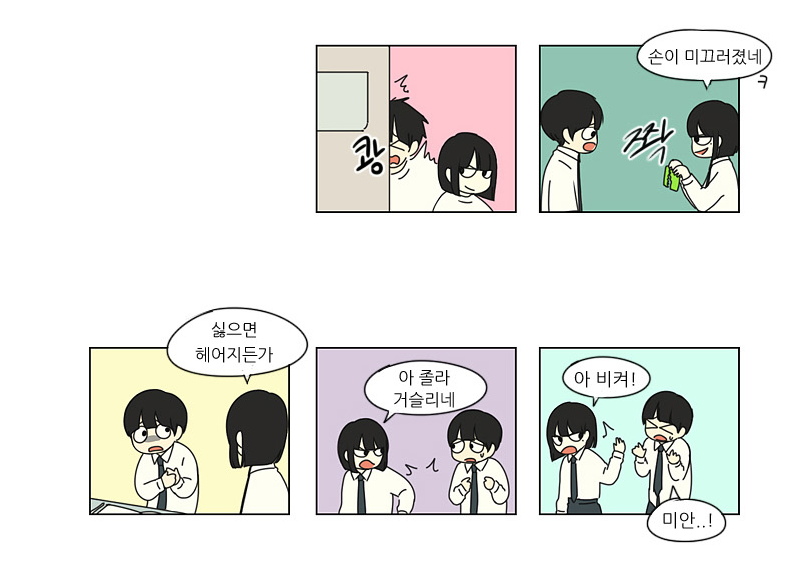 쾅
손이 미끄러졌네
ㅋ
쫙
싫으면
헤어지든가
아 졸라
거슬리네
아 비켜!
미안..!